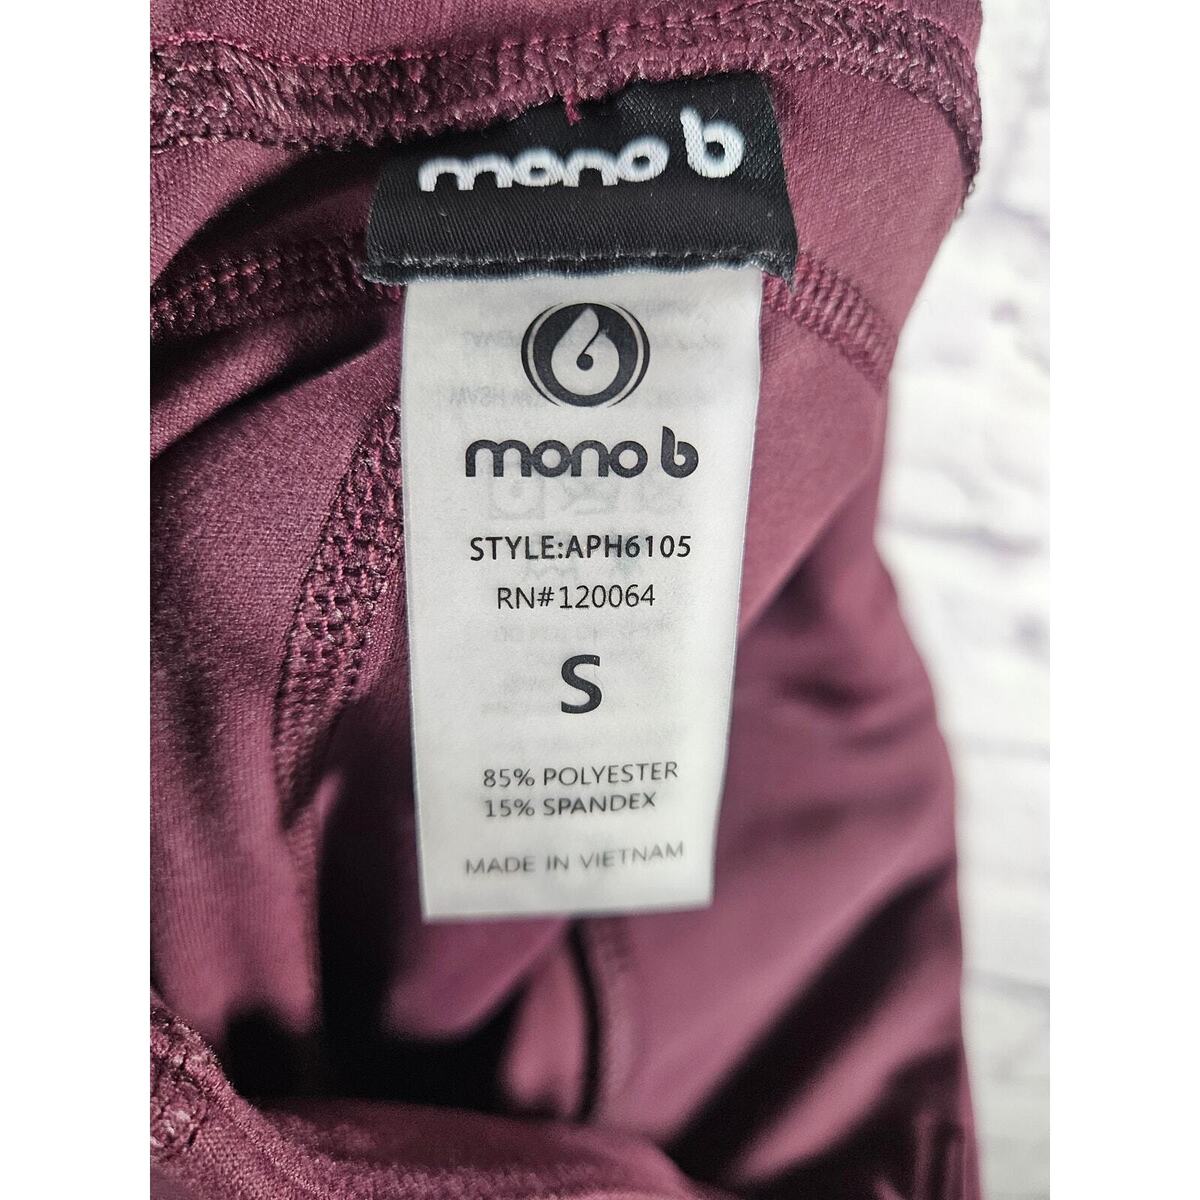 mono b
mono b
STYLE:APH6105
RN#120064
S
85% POLYESTER
15% SPANDEX
MADE IN VIETNAM